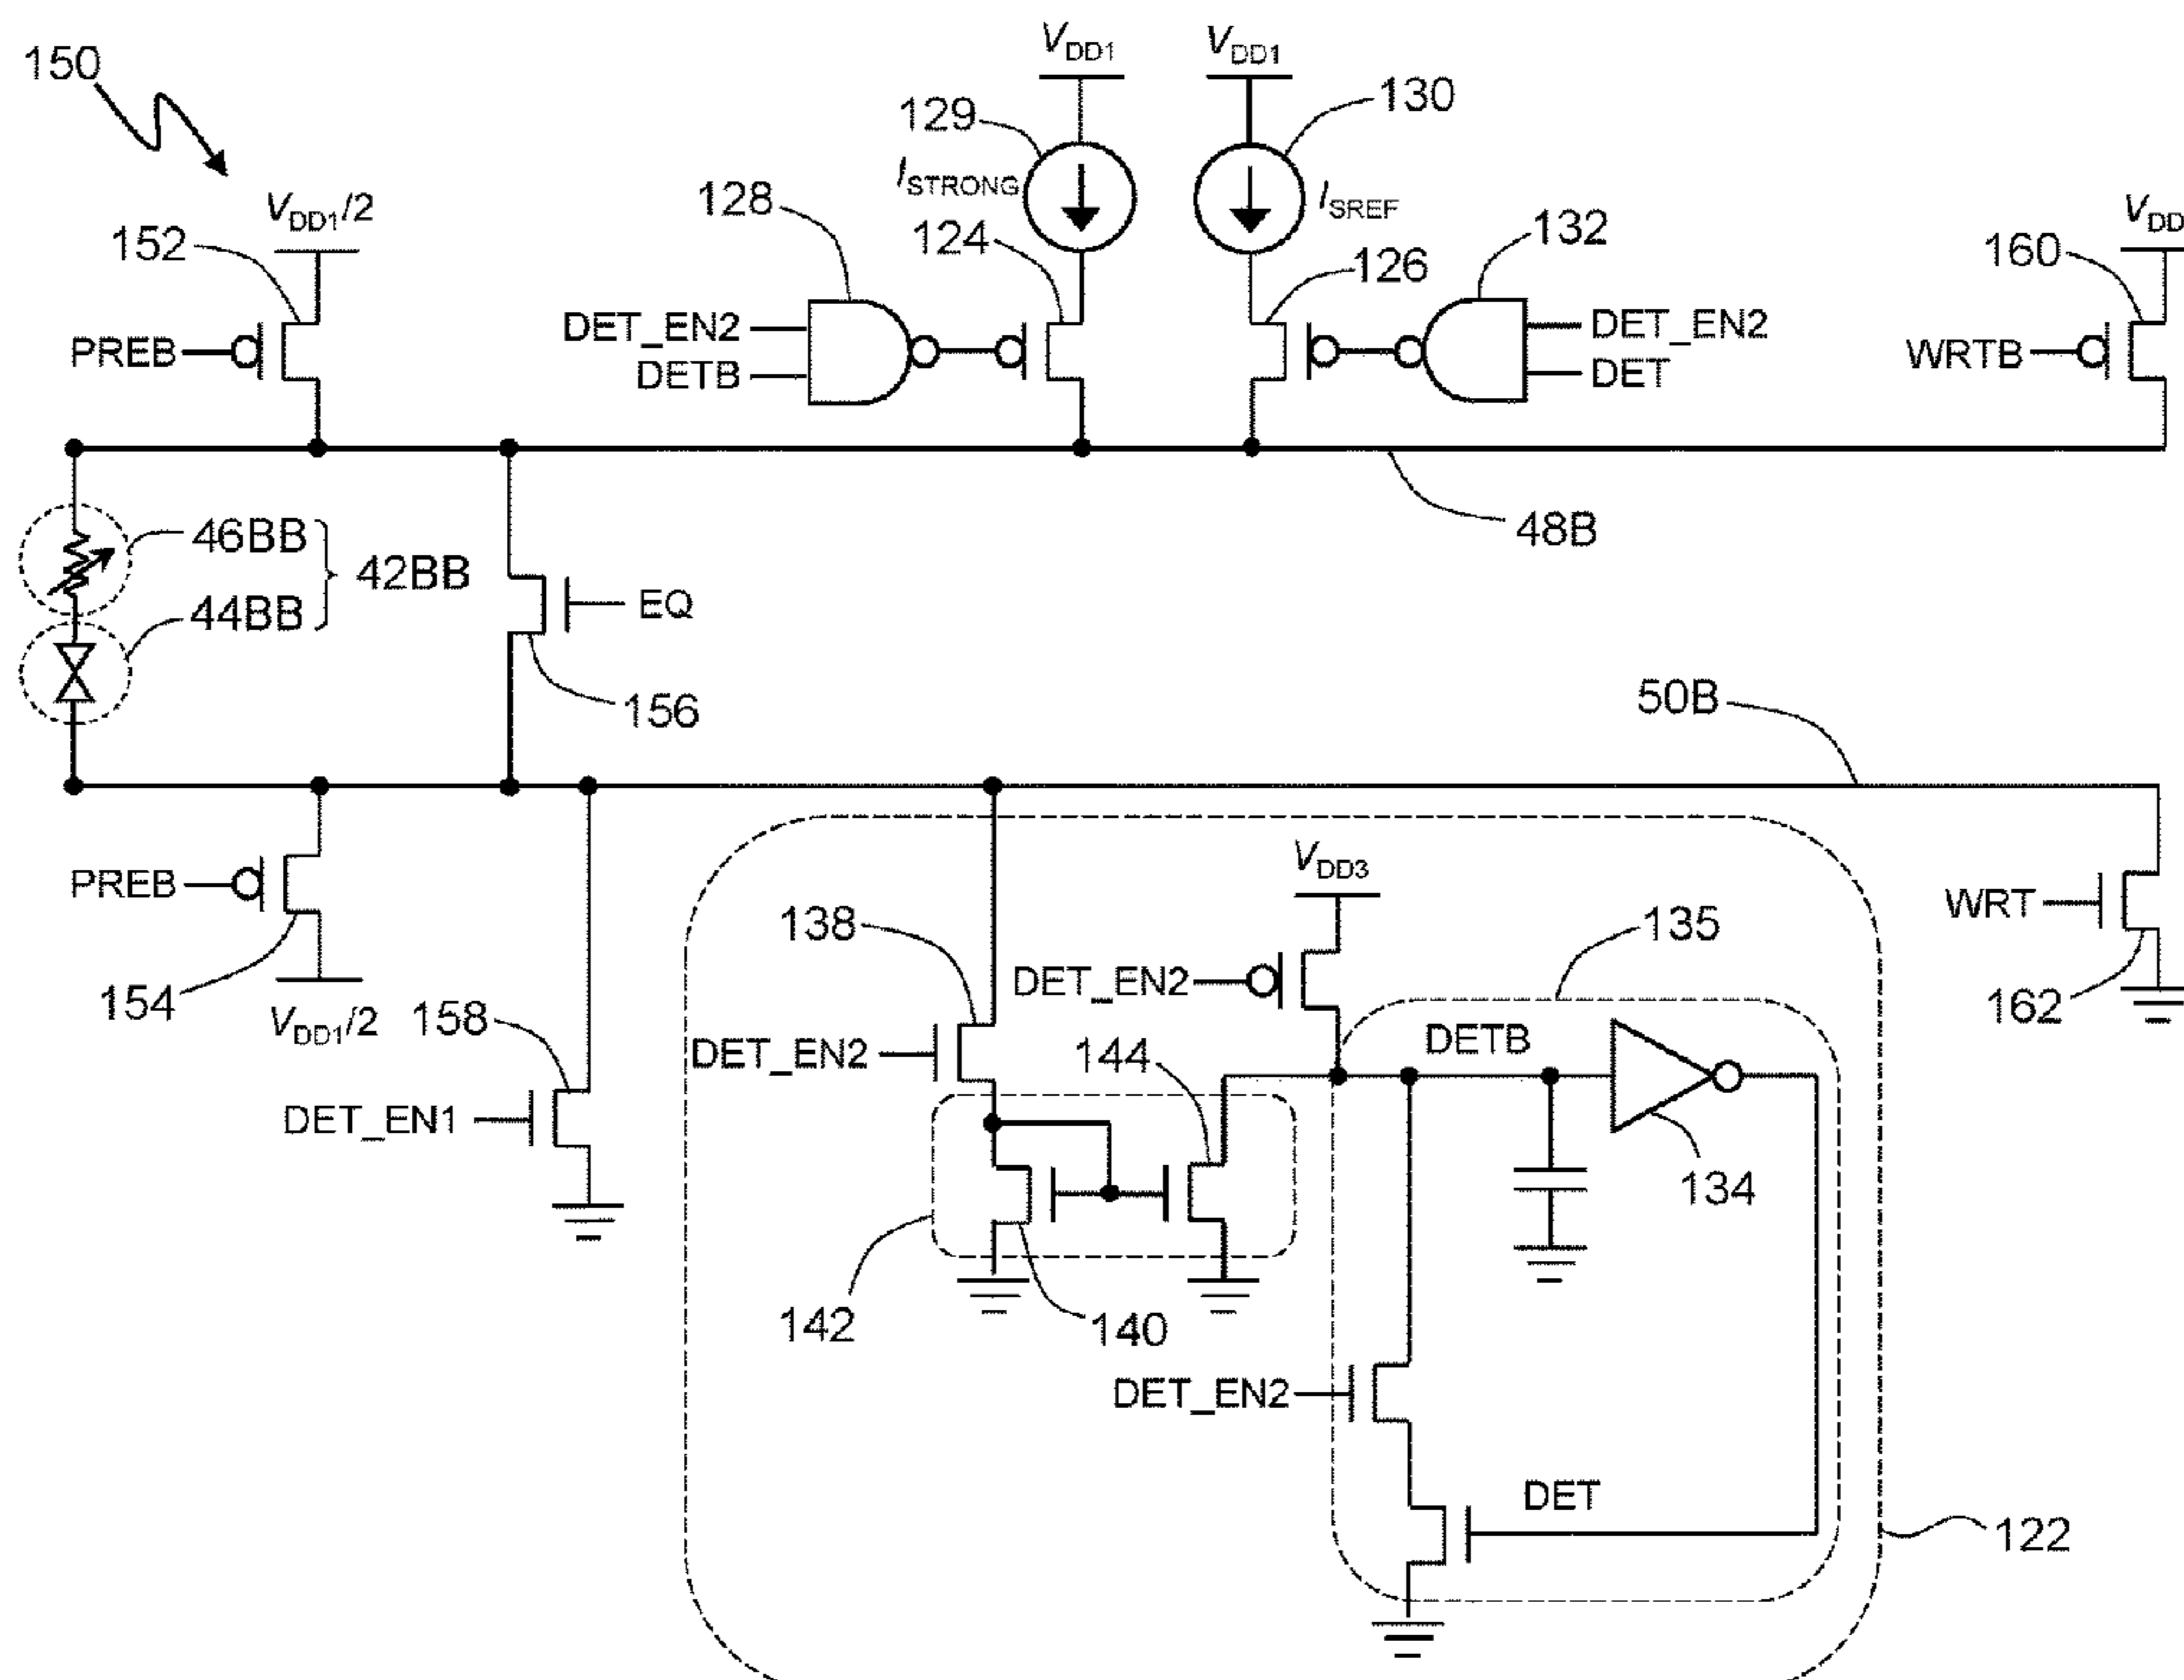 150
VDD1
VDD1
129
130
ISTRONG
ISREF
128
124
132
VDD1/2
152
126
160
VDD
PREB
DET_EN2
DETB
DET_EN2
DET
WRTB
46BB
42BB
44BB
48B
EQ
156
50B
PREB
VDD3
138
135
WRT
154
VDD1/2
158
DET_EN2
162
DET_EN2
144
DETB
DET_EN1
134
142
140
DET_EN2
DET
122